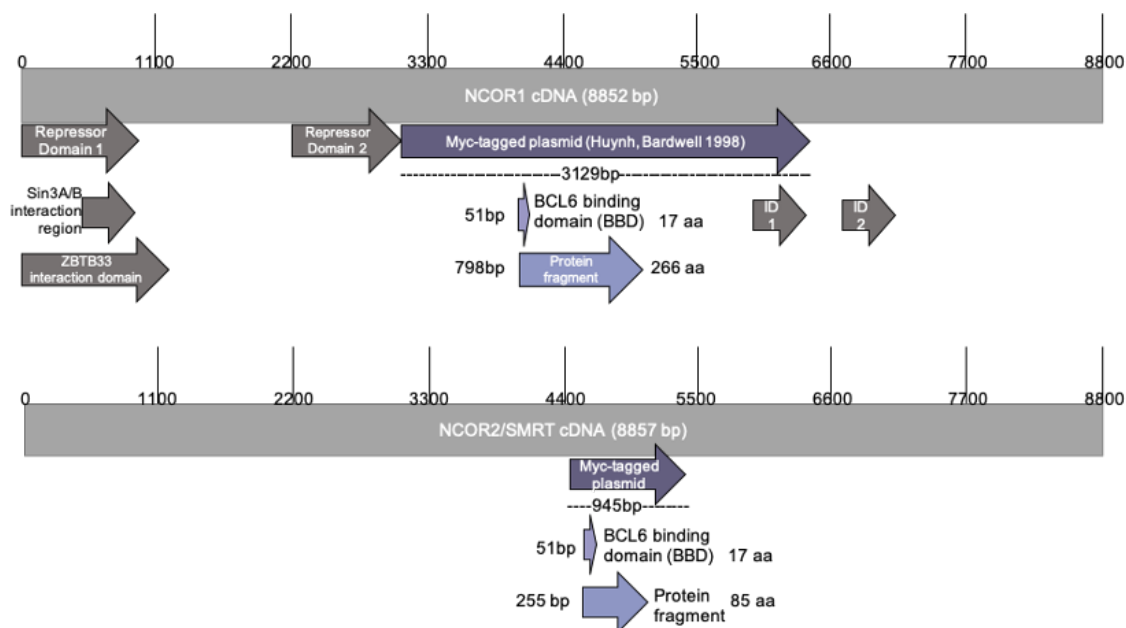 0 1100 2200 3300 4400 5500 6600 7700 8800
NCOR1 cDNA (8852 bp)
Repressor
Domain 1
Repressor
Domain 2
Myc-tagged plasmid (Huynh, Bardwell 1998)
3129bp
Sin3A/B
interaction
region
51bp
BCL6 binding
domain (BBD) 17 aa
ID
1
ID
2
ZBTB33
interaction domain
798bp
Protein
fragment
266 aa
0 1100 2200 3300 4400 5500 6600 7700 8800
NCOR2/SMRT cDNA (8857 bp)
Myc-tagged
plasmid
945bp
51bp
BCL6 binding
domain (BBD) 17 aa
255 bp
Protein
fragment
85 aa